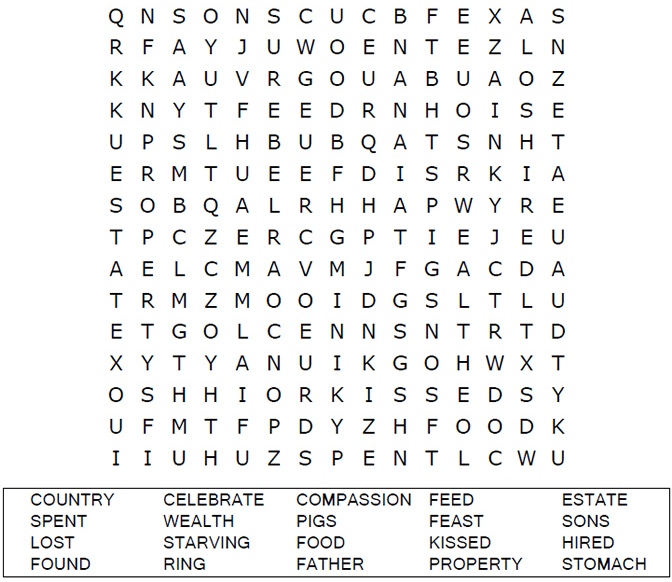 Q N S O N S C U C B F E X A S
R F A Y J U W O E N T E Z L N
K K A U V R G O U A B U A O Z
K N Y T F E E D R N H O I S E
U P S L H B U B Q A T S N H T
E R M T U E E F D I S R K I A
S O B Q A L R H H A P W Y R E
T P C Z E R C G P T I E J E U
A E L C M A V M J F G A C D A
T R M Z M O O I D G S L T L U
E T G O L C E N N S N T R T D
X Y T Y A N U I K G O H W X T
O S H H I O R K I S S E D S Y
U F M T F P D Y Z H F O O D K
I I U H U Z S P E N T L C W U
COUNTRY CELEBRATE COMPASSION FEED ESTATE
SPENT WEALTH PIGS FEAST SONS
LOST STARVING FOOD KISSED HIRED
FOUND RING FATHER PROPERTY STOMACH